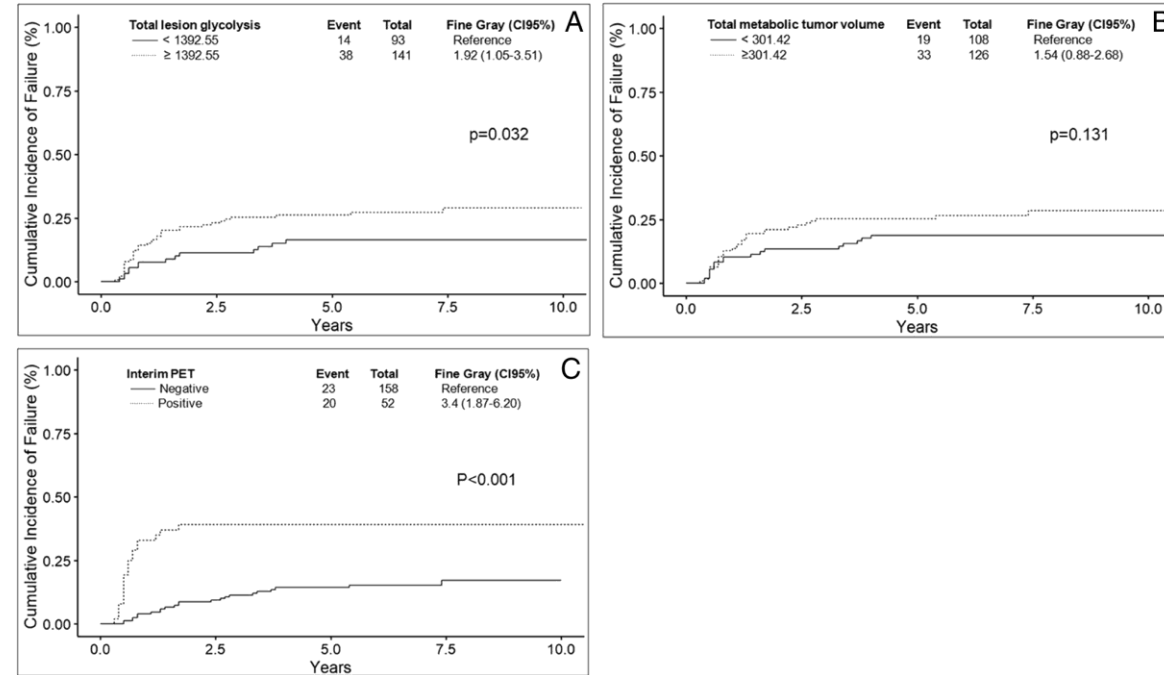 Total lesion glycolysis Event Total Fine Gray (CI95%) A
< 1392.55 14 93 Reference
≥ 1392.55 38 141 1.92 (1.05-3.51)
p=0.032
Cumulative Incidence of Failure (%)
1.00
0.75
0.50
0.25
0.00
0.0 2.5 5.0 7.5 10.0
Years
Total metabolic tumor volume Event Total Fine Gray (CI95%)
< 301.42 19 108 Reference
≥301.42 33 126 1.54 (0.88-2.68)
p=0.131
Cumulative Incidence of Failure (%)
1.00
0.75
0.50
0.25
0.00
0.0 2.5 5.0 7.5 10.0
Years
Interim PET Event Total Fine Gray (CI95%) C
Negative 23 158 Reference
Positive 20 52 3.4 (1.87-6.20)
P<0.001
Cumulative Incidence of Failure (%)
1.00
0.75
0.50
0.25
0.00
0.0 2.5 5.0 7.5 10.0
Years